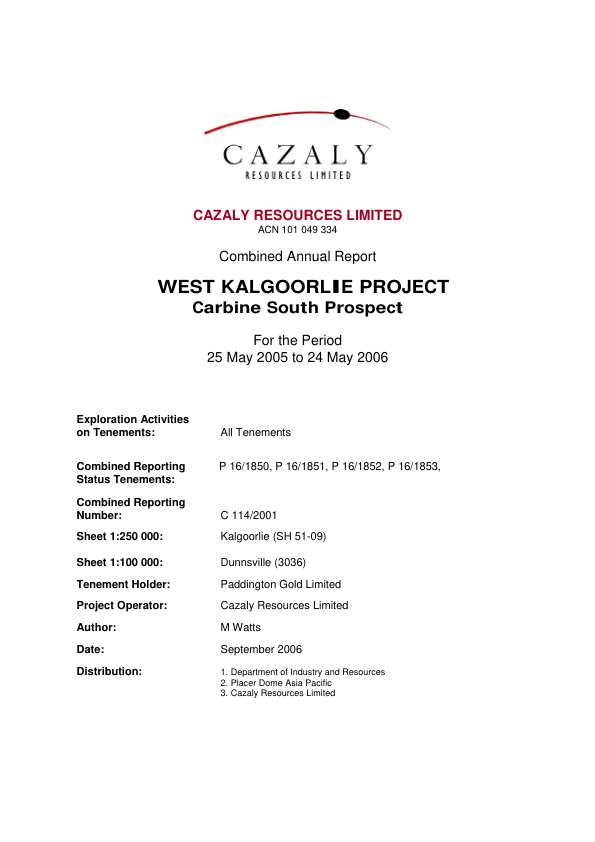 CAZALY
RESOURCES LIMITED
CAZALY RESOURCES LIMITED
ACN 101 049 334
Combined Annual Report
WEST KALGOORLIE PROJECT
Carbine South Prospect
For the Period
25 May 2005 to 24 May 2006
Exploration Activities
on Tenements: All Tenements
Combined Reporting P 16/1850, P 16/1851, P 16/1852, P 16/1853,
Status Tenements:
Combined Reporting
Number: C 114/2001
Sheet 1:250 000: Kalgoorlie (SH 51-09)
Sheet 1:100 000: Dunnsville (3036)
Tenement Holder: Paddington Gold Limited
Project Operator: Cazaly Resources Limited
Author: M Watts
Date: September 2006
Distribution: 1. Department of Industry and Resources
2. Placer Dome Asia Pacific
3. Cazaly Resources Limited